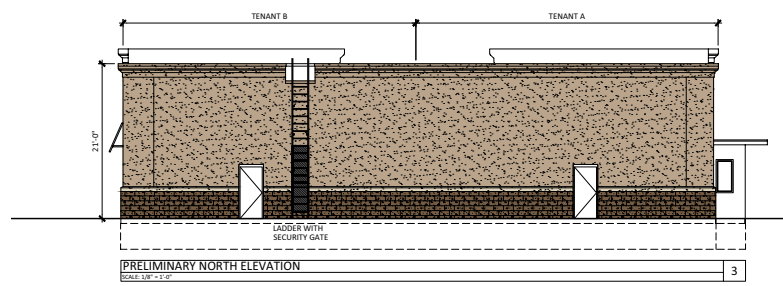 TENANT B
TENANT A
21'-0"
LADDER WITH
SECURITY GATE
PRELIMINARY NORTH ELEVATION
SCALE: 1/8" = 1'-0"
3